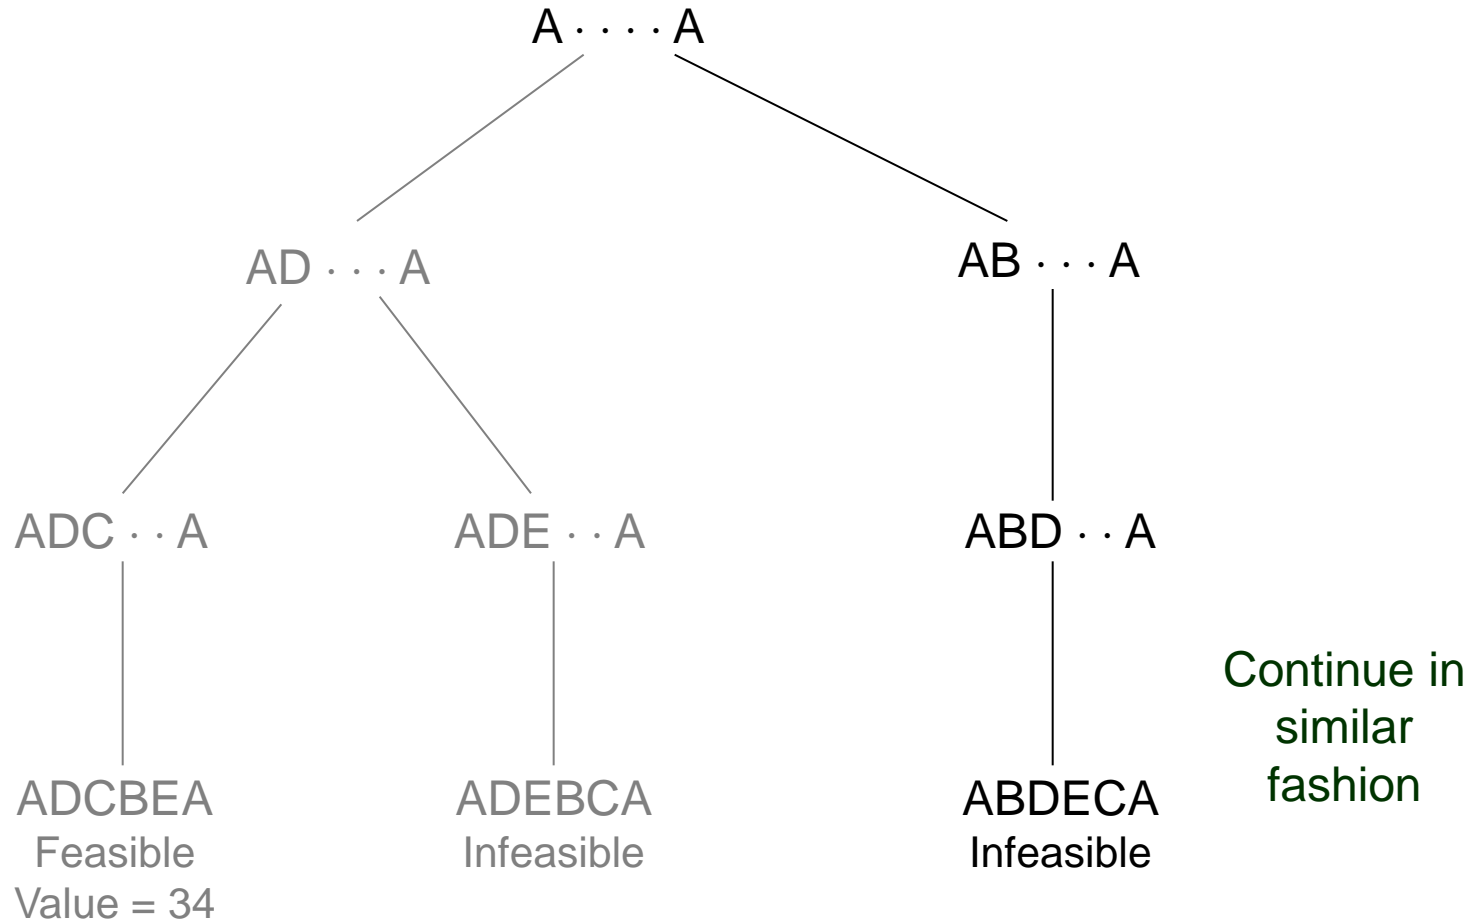 A · · · · A
AD · · · A
AB · · · A
ADC · · A
ADE · · A
ABD · · A
ADCBEA
Feasible
Value = 34
ADEBCA
Infeasible
ABDECA
Infeasible
Continue in
similar
fashion